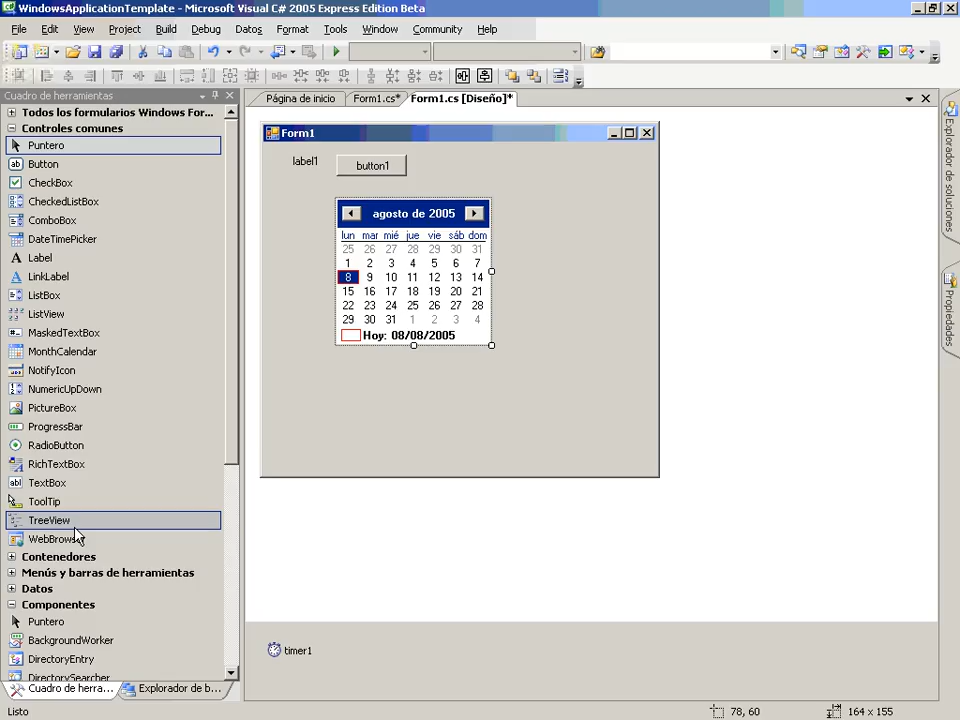 WindowsApplicationTemplate - Microsoft Visual C# 2005 Express Edition Beta
File Edit View Project Build Debug Datos Format Tools Window Community Help
Cuadro de herramientas
Página de inicio Form1.cs* Form1.cs [Diseño]*
Todos los formularios Windows For...
Controles comunes
Puntero
Button
CheckBox
CheckedListBox
ComboBox
DateTimePicker
Label
LinkLabel
ListBox
ListView
MaskedTextBox
MonthCalendar
NotifyIcon
NumericUpDown
PictureBox
ProgressBar
RadioButton
RichTextBox
TextBox
ToolTip
TreeView
Contenedores
Menús y barras de herramientas
Datos
Componentes
Puntero
BackgroundWorker
DirectoryEntry
DirectorySearcher
Cuadro de herra... Explorador de b...
Form1
label1 button1
agosto de 2005
lun mar mié jue vie sáb dom
25 26 27 28 29 30 31
1 2 3 4 5 6 7
8 9 10 11 12 13 14
15 16 17 18 19 20 21
22 23 24 25 26 27 28
29 30 31 1 2 3 4
Hoy: 08/08/2005
timer1
Explorador de soluciones
Propiedades
Listo 78, 60 164 x 155